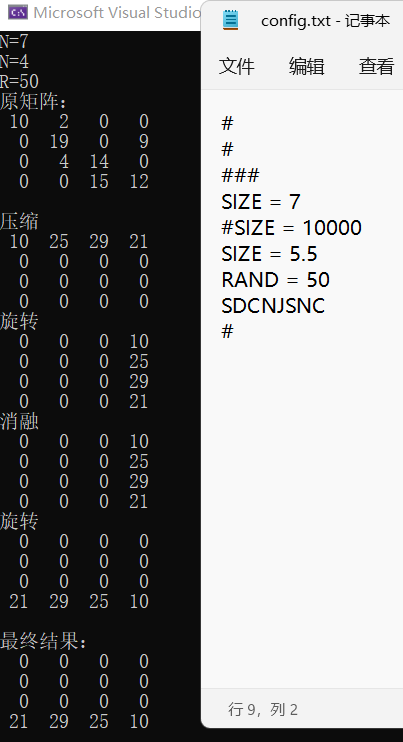 Microsoft Visual Studio
N=7
N=4
R=50
原矩阵:
10 2 0 0
0 19 0 9
0 4 14 0
0 0 15 12
压缩
10 25 29 21
0 0 0 0
0 0 0 0
0 0 0 0
旋转
0 0 0 10
0 0 0 25
0 0 0 29
0 0 0 21
消融
0 0 0 10
0 0 0 25
0 0 0 29
0 0 0 21
旋转
0 0 0 0
0 0 0 0
0 0 0 0
21 29 25 10
最终结果:
0 0 0 0
0 0 0 0
0 0 0 0
21 29 25 10
config.txt - 记事本
文件 编辑 查看
#
#
###
SIZE = 7
#SIZE = 10000
SIZE = 5.5
RAND = 50
SDCNJSNC
#
行 9，列 2